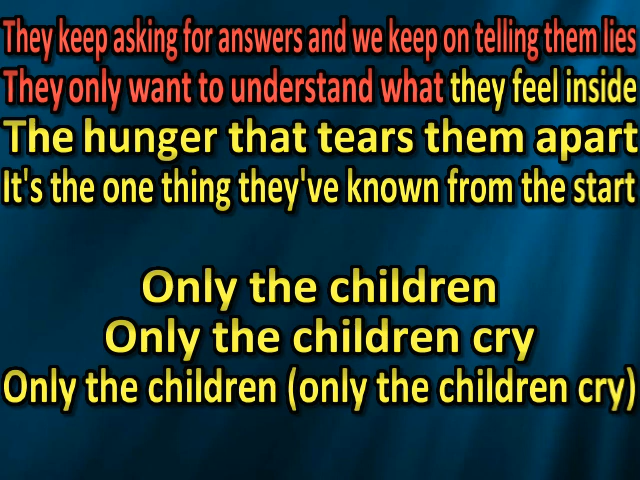 They keep asking for answers and we keep on telling them lies
They only want to understand what they feel inside
The hunger that tears them apart
It's the one thing they've known from the start
Only the children
Only the children cry
Only the children (only the children cry)